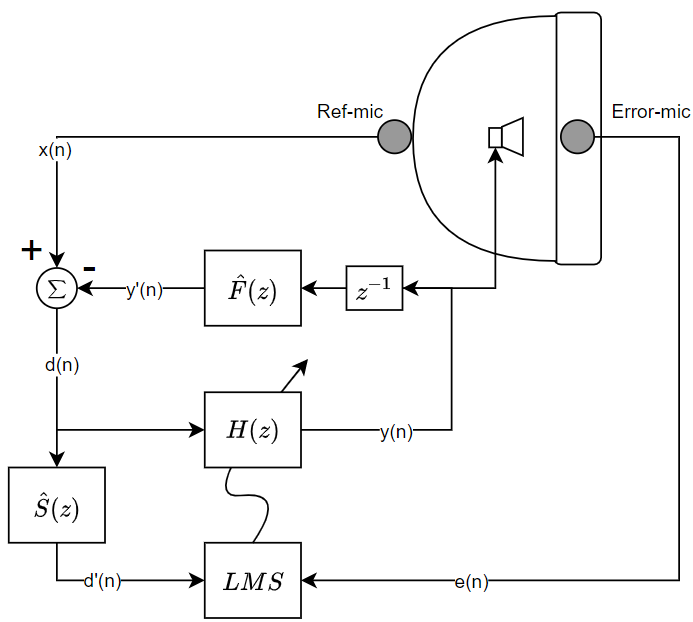 Ref-mic
Error-mic
x(n)
+
-
Σ
y'(n)
F̂(z)
z⁻¹
d(n)
H(z)
y(n)
Ŝ(z)
d'(n)
LMS
e(n)